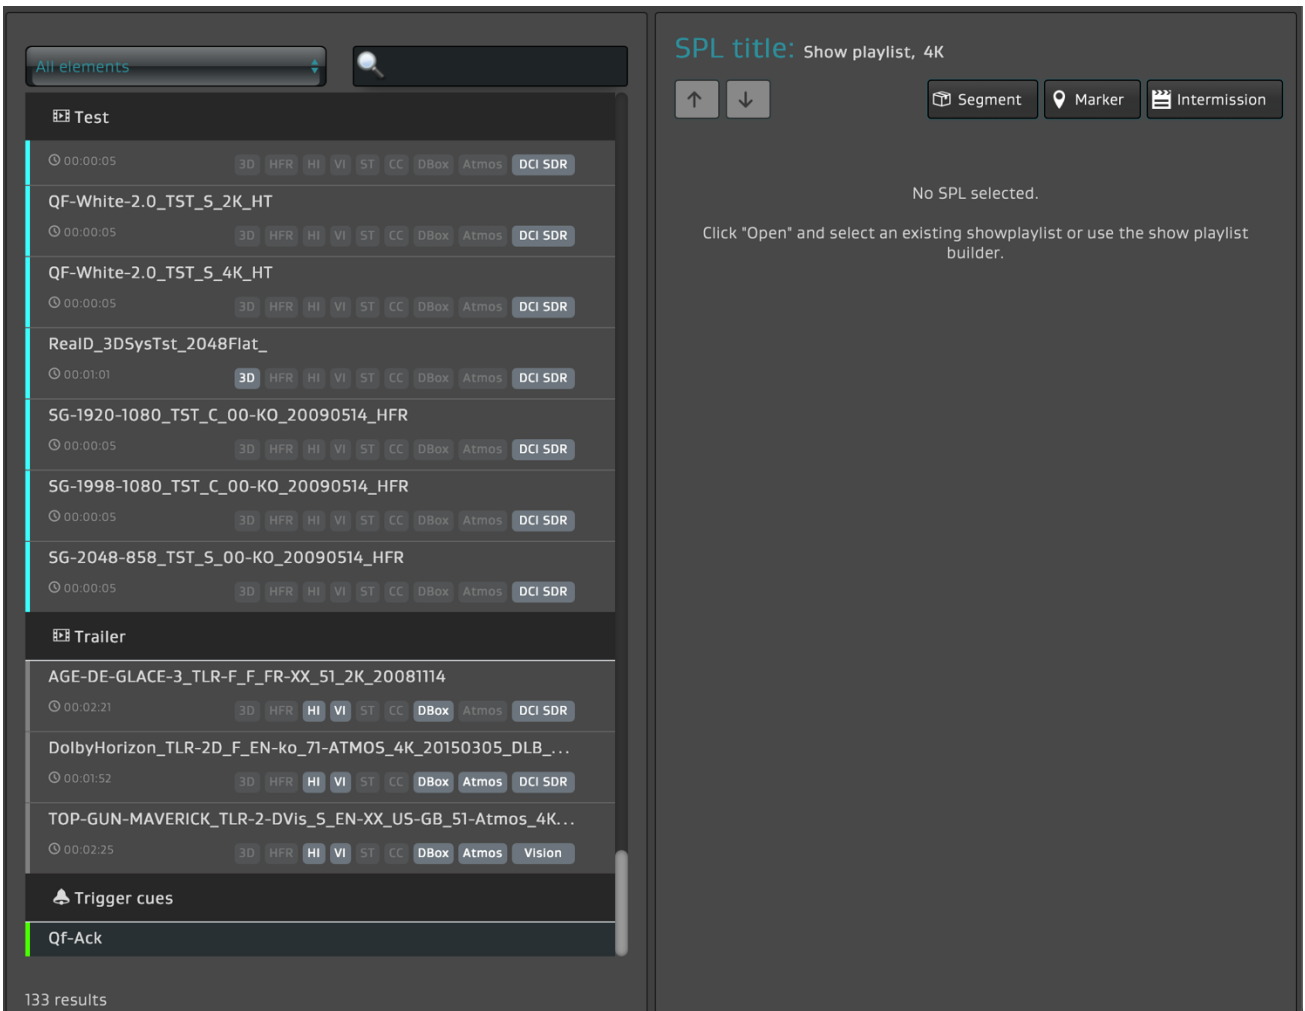 All elements
Test
00:00:05
3D HFR HI VI ST CC DBox Atmos DCI SDR
QF-White-2.0_TST_S_2K_HT
00:00:05
3D HFR HI VI ST CC DBox Atmos DCI SDR
QF-White-2.0_TST_S_4K_HT
00:00:05
3D HFR HI VI ST CC DBox Atmos DCI SDR
RealD_3DSysTst_2048Flat_
00:01:01
3D HFR HI VI ST CC DBox Atmos DCI SDR
SG-1920-1080_TST_C_00-KO_20090514_HFR
00:00:05
3D HFR HI VI ST CC DBox Atmos DCI SDR
SG-1998-1080_TST_C_00-KO_20090514_HFR
00:00:05
3D HFR HI VI ST CC DBox Atmos DCI SDR
SG-2048-858_TST_S_00-KO_20090514_HFR
00:00:05
3D HFR HI VI ST CC DBox Atmos DCI SDR
Trailer
AGE-DE-GLACE-3_TLR-F_F_FR-XX_51_2K_20081114
00:02:21
3D HFR HI VI ST CC DBox Atmos DCI SDR
DolbyHorizon_TLR-2D_F_EN-ko_71-ATMOS_4K_20150305_DLB_...
00:01:52
3D HFR HI VI ST CC DBox Atmos DCI SDR
TOP-GUN-MAVERICK_TLR-2-DVis_S_EN-XX_US-GB_51-Atmos_4K...
00:02:25
3D HFR HI VI ST CC DBox Atmos Vision
Trigger cues
Qf-Ack
133 results
SPL title: Show playlist, 4K
Segment Marker Intermission
No SPL selected.
Click "Open" and select an existing showplaylist or use the show playlist
builder.